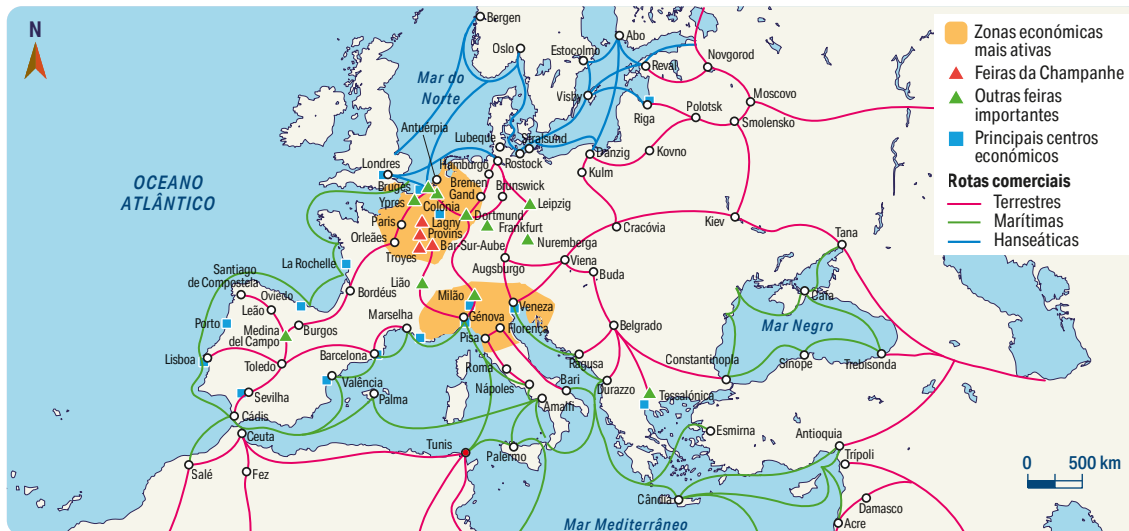 N
OCEANO
ATLÂNTICO
Mar do
Norte
Bergen
Oslo
Estocolmo
Abo
Reval
Novgorod
Visby
Riga
Polotsk
Moscovo
Smolensko
Antuérpia
Lubeque
Stralsund
Londres
Hamburgo
Rostock
Danzig
Kovno
Bruges
Bremen
Brunswick
Kulm
Ypres
Gand
Colónia
Dortmund
Leipzig
Paris
Lagny
Frankfurt
Provins
Orleães
Bar-Sur-Aube
Nuremberga
Cracóvia
Kiev
Tana
Troyes
La Rochelle
Augsburgo
Viena
Buda
Santiago
de Compostela
Oviedo
Lião
Milão
Bordéus
Veneza
Cafa
Leão
Génova
Porto
Burgos
Marselha
Florença
Belgrado
Mar Negro
Medina
del Campo
Pisa
Lisboa
Toledo
Barcelona
Roma
Ragusa
Constantinopla
Sinope
Trebisonda
Valência
Nápoles
Bari
Durazzo
Tessalónica
Sevilha
Palma
Amalfi
Cádis
Esmirna
Ceuta
Tunis
Palermo
Antioquia
Salé
Fez
Trípoli
Cândia
Damasco
Acre
Mar Mediterrâneo
0 500 km
Zonas económicas
mais ativas
Feiras da Champanhe
Outras feiras
importantes
Principais centros
económicos
Rotas comerciais
Terrestres
Marítimas
Hanseáticas